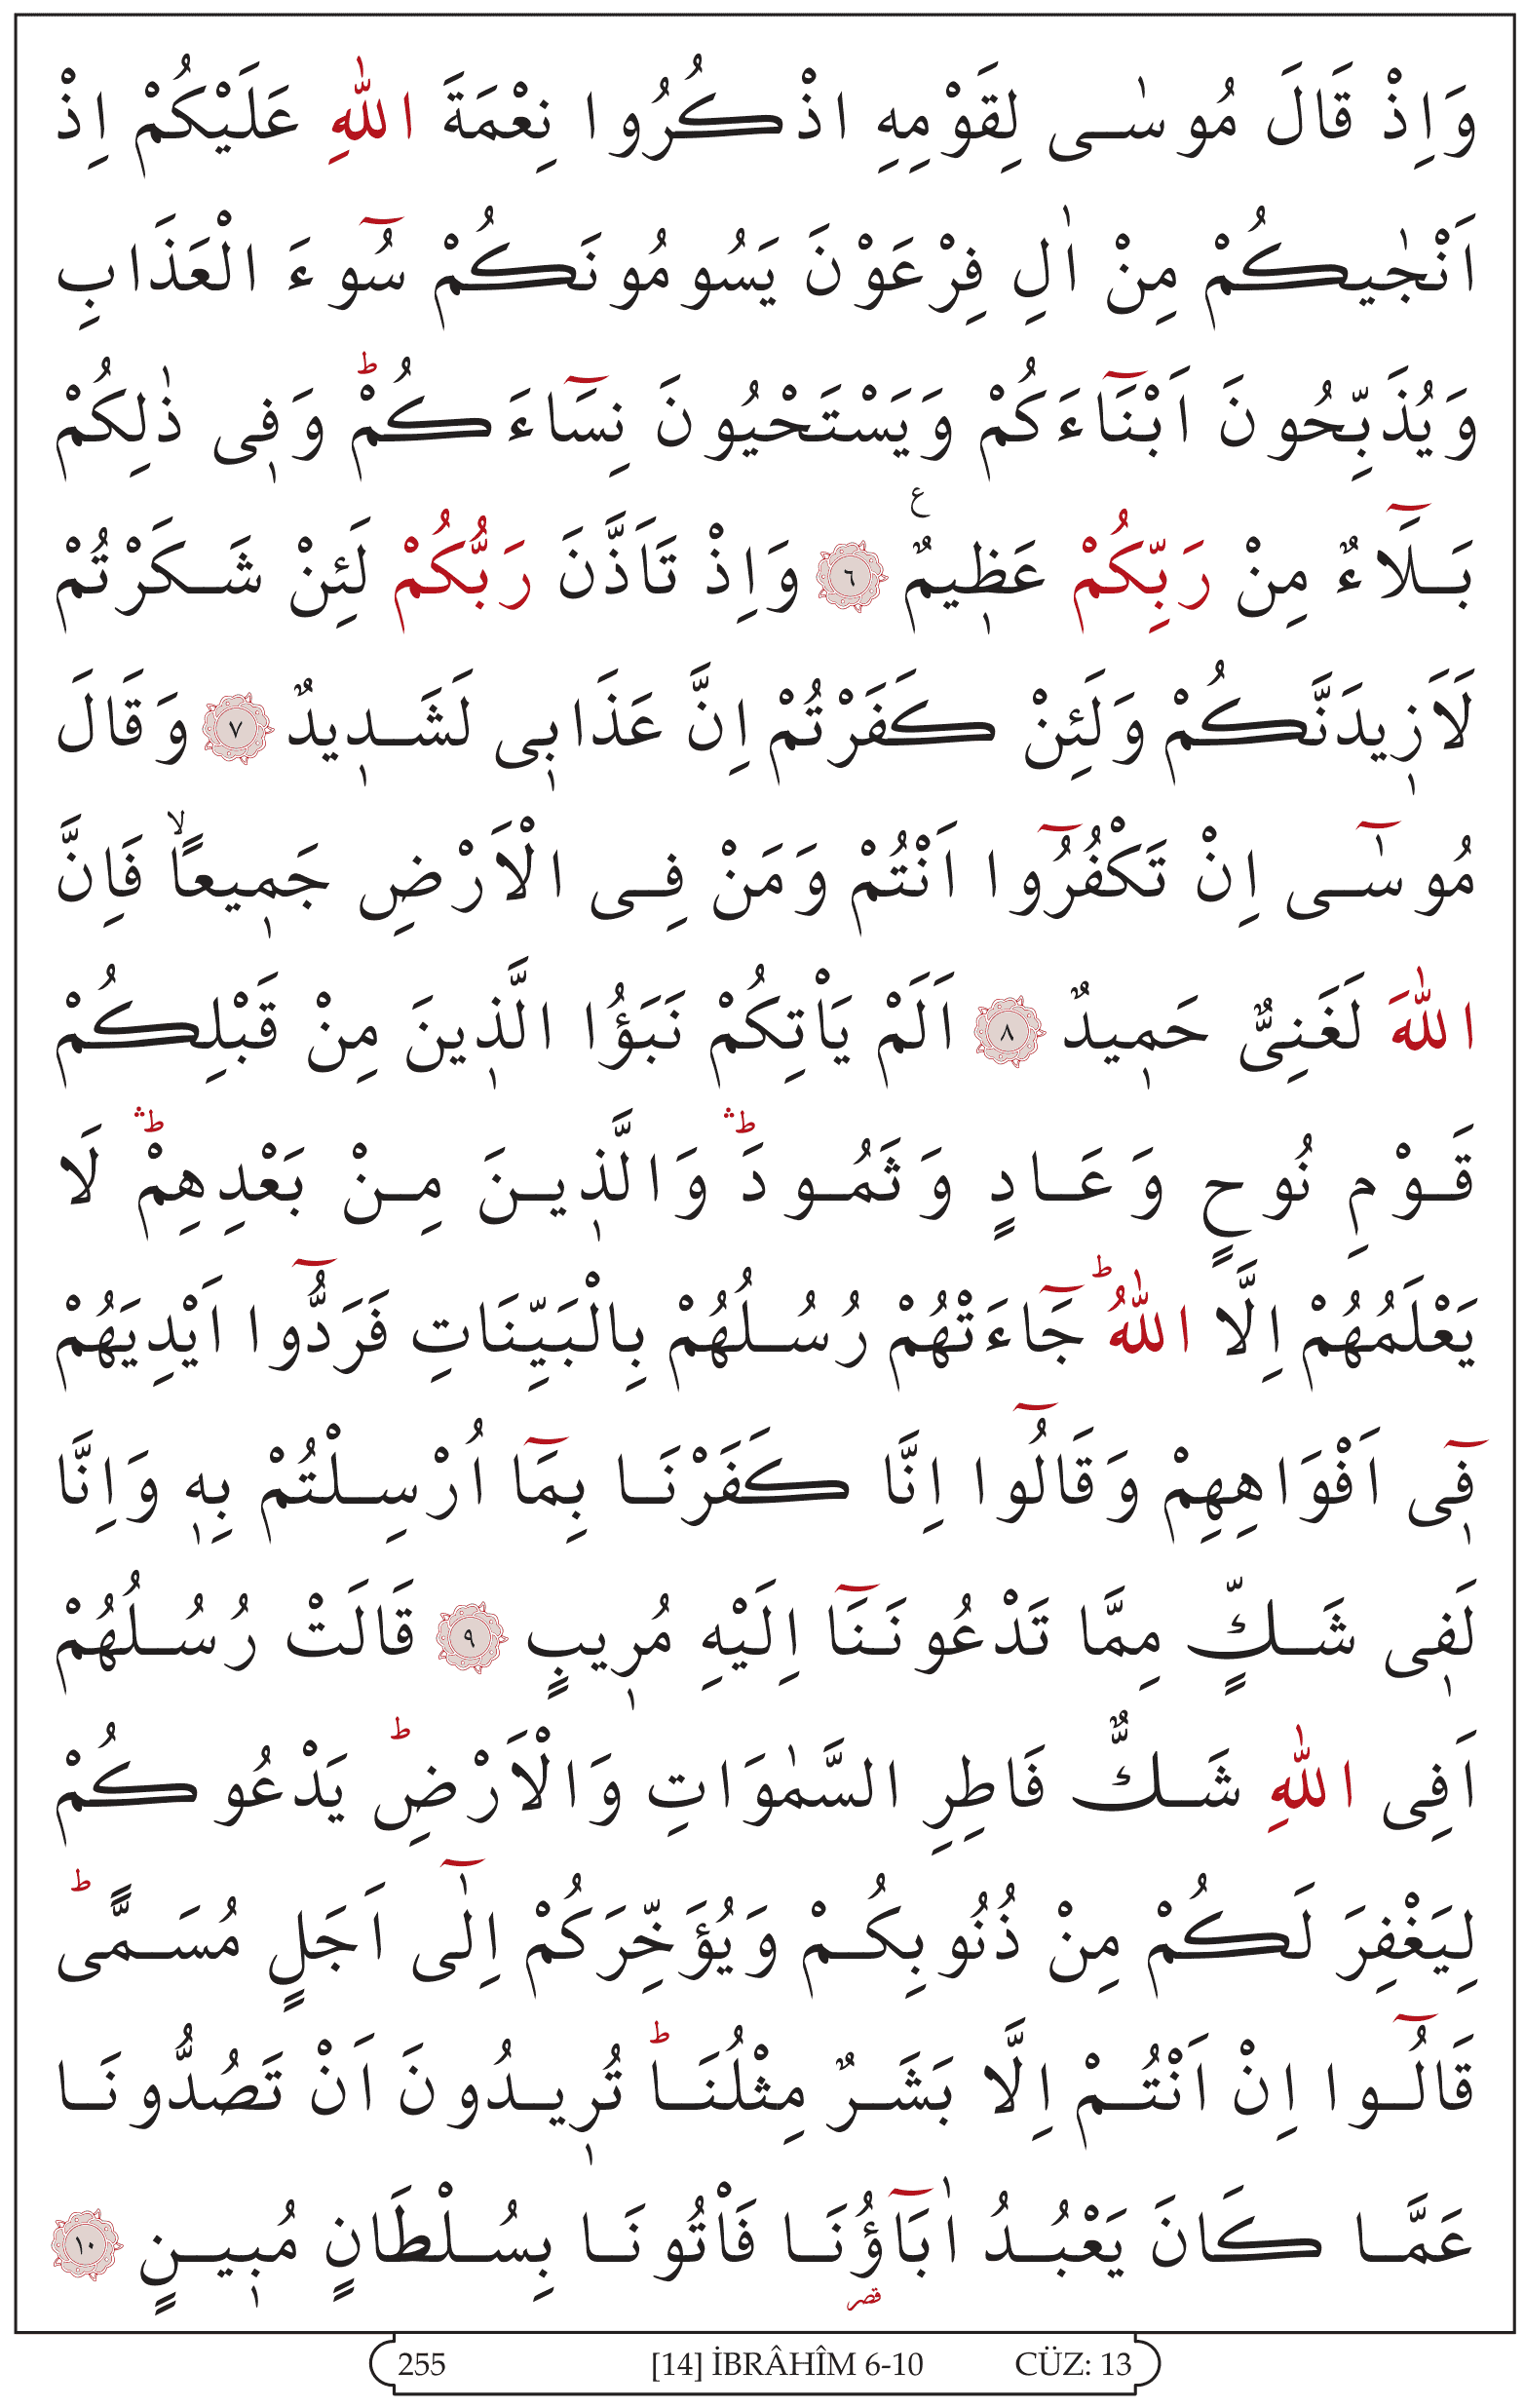 وَاِذْ قَالَ مُوسٰى لِقَوْمِهِ اذْكُرُوا نِعْمَةَ اللّٰهِ عَلَيْكُمْ اِذْ
اَنْجٰيكُمْ مِنْ اٰلِ فِرْعَوْنَ يَسُومُونَكُمْ سُٓوءَ الْعَذَابِ
وَيُذَبِّحُونَ اَبْنَٓاءَكُمْ وَيَسْتَحْيُونَ نِسَٓاءَكُمْۜ وَف۪ي ذٰلِكُمْ
بَلَٓاءٌ مِنْ رَبِّكُمْ عَظ۪يمٌ۟ ﴿٦﴾ وَاِذْ تَاَذَّنَ رَبُّكُمْ لَئِنْ شَكَرْتُمْ
لَاَز۪يدَنَّكُمْ وَلَئِنْ كَفَرْتُمْ اِنَّ عَذَاب۪ي لَشَد۪يدٌ ﴿٧﴾ وَقَالَ
مُوسٰٓى اِنْ تَكْفُرُٓوا اَنْتُمْ وَمَنْ فِي الْاَرْضِ جَم۪يعًاۙ فَاِنَّ
اللّٰهَ لَغَنِيٌّ حَم۪يدٌ ﴿٨﴾ اَلَمْ يَاْتِكُمْ نَبَؤُا الَّذ۪ينَ مِنْ قَبْلِكُمْ
قَوْمِ نُوحٍ وَعَادٍ وَثَمُودَۜۛ وَالَّذ۪ينَ مِنْ بَعْدِهِمْۜۛ لَا
يَعْلَمُهُمْ اِلَّا اللّٰهُۜ جَٓاءَتْهُمْ رُسُلُهُمْ بِالْبَيِّنَاتِ فَرَدُّٓوا اَيْدِيَهُمْ
ف۪ٓي اَفْوَاهِهِمْ وَقَالُٓوا اِنَّا كَفَرْنَا بِمَٓا اُرْسِلْتُمْ بِه۪ وَاِنَّا
لَف۪ي شَكٍّ مِمَّا تَدْعُونَنَٓا اِلَيْهِ مُر۪يبٍ ﴿٩﴾ قَالَتْ رُسُلُهُمْ
اَفِي اللّٰهِ شَكٌّ فَاطِرِ السَّمٰوَاتِ وَالْاَرْضِۜ يَدْعُوكُمْ
لِيَغْفِرَ لَكُمْ مِنْ ذُنُوبِكُمْ وَيُؤَخِّرَكُمْ اِلٰٓى اَجَلٍ مُسَمًّىۜ
قَالُٓوا اِنْ اَنْتُمْ اِلَّا بَشَرٌ مِثْلُنَاۜ تُر۪يدُونَ اَنْ تَصُدُّونَا
عَمَّا كَانَ يَعْبُدُ اٰبَٓاؤُ۬نَا فَاْتُونَا بِسُلْطَانٍ مُب۪ينٍ ﴿١٠﴾
قصر
255 [14] İBRÂHÎM 6-10 CÜZ: 13